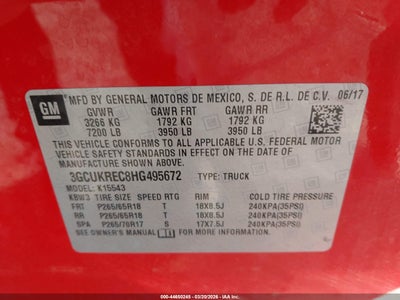 MFD BY GENERAL MOTORS DE MEXICO, S. DE R.L. DE C.V. 06/17
GM
GVWR GAWR FRT GAWR RR
3266 KG 1792 KG 1792 KG
7200 LB 3950 LB 3950 LB
THIS VEHICLE CONFORMS TO ALL APPLICABLE U.S. FEDERAL MOTOR
VEHICLE SAFETY STANDARDS IN EFFECT ON THE DATE OF
MANUFACTURE SHOWN ABOVE.
3GCUKREC8HG495672 TYPE: TRUCK
MODEL: K15543
KBW3 TIRE SIZE SPEED RTG RIM COLD TIRE PRESSURE
FRT P265/65R18 T 18X8.5J 240KPA(35PSI)
RR P265/65R18 T 18X8.5J 240KPA(35PSI)
SPA P265/70R17 S 17X7.5J 240KPA(35PSI)
SEE OWNER'S MANUAL FOR ADDITIONAL INFORMATION.
000-44650245 - 03/20/2026 -